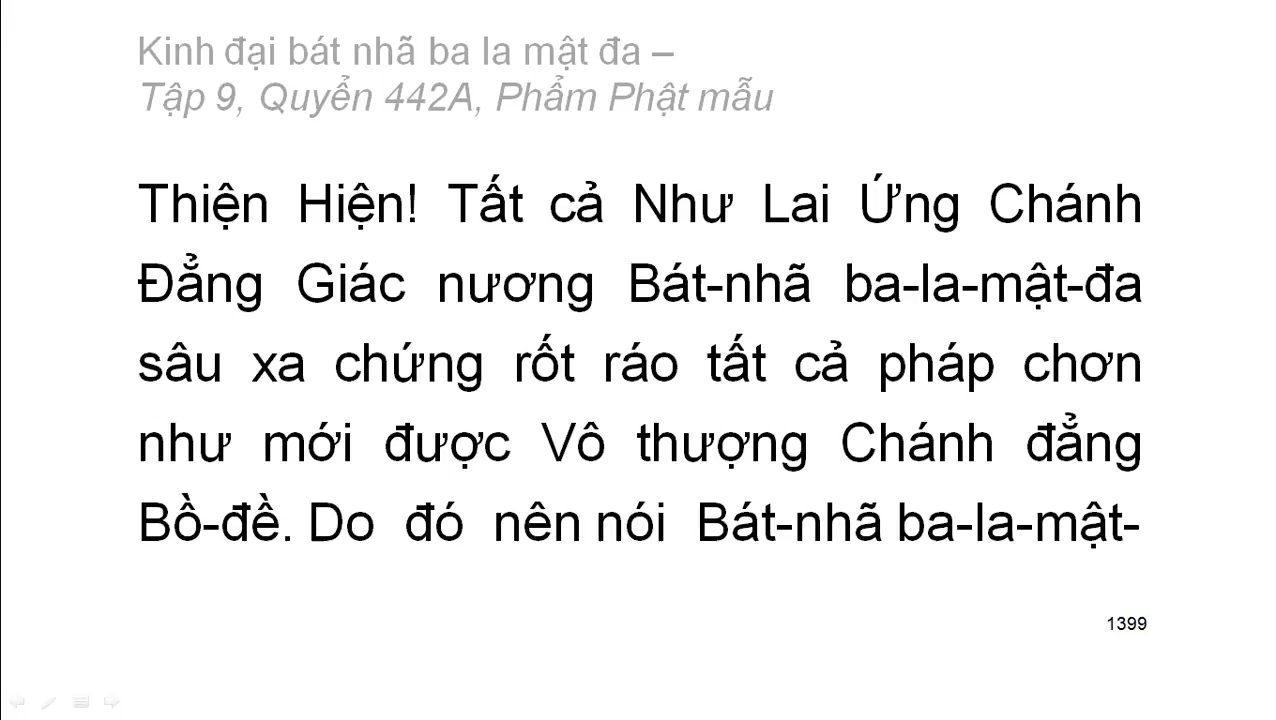 Kinh đại bát nhã ba la mật đa –
Tập 9, Quyển 442A, Phẩm Phật mẫu
Thiện Hiện! Tất cả Như Lai Ứng Chánh
Đẳng Giác nương Bát-nhã ba-la-mật-đa
sâu xa chứng rốt ráo tất cả pháp chơn
như mới được Vô thượng Chánh đẳng
Bồ-đề. Do đó nên nói Bát-nhã ba-la-mật-
1399